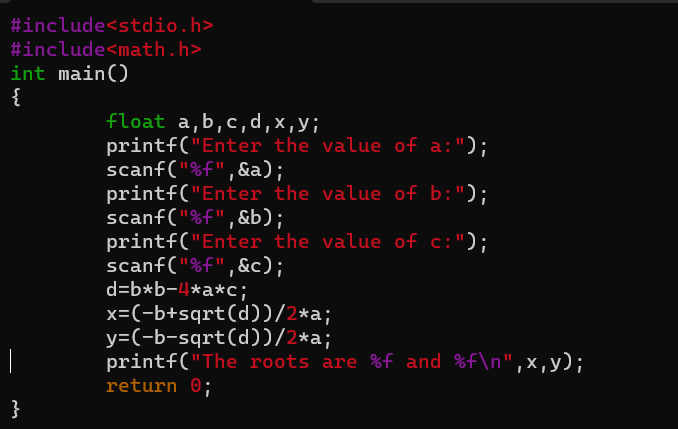 #include<stdio.h>
#include<math.h>
int main()
{
        float a,b,c,d,x,y;
        printf("Enter the value of a:");
        scanf("%f",&a);
        printf("Enter the value of b:");
        scanf("%f",&b);
        printf("Enter the value of c:");
        scanf("%f",&c);
        d=b*b-4*a*c;
        x=(-b+sqrt(d))/2*a;
        y=(-b-sqrt(d))/2*a;
        printf("The roots are %f and %f\n",x,y);
        return 0;
}